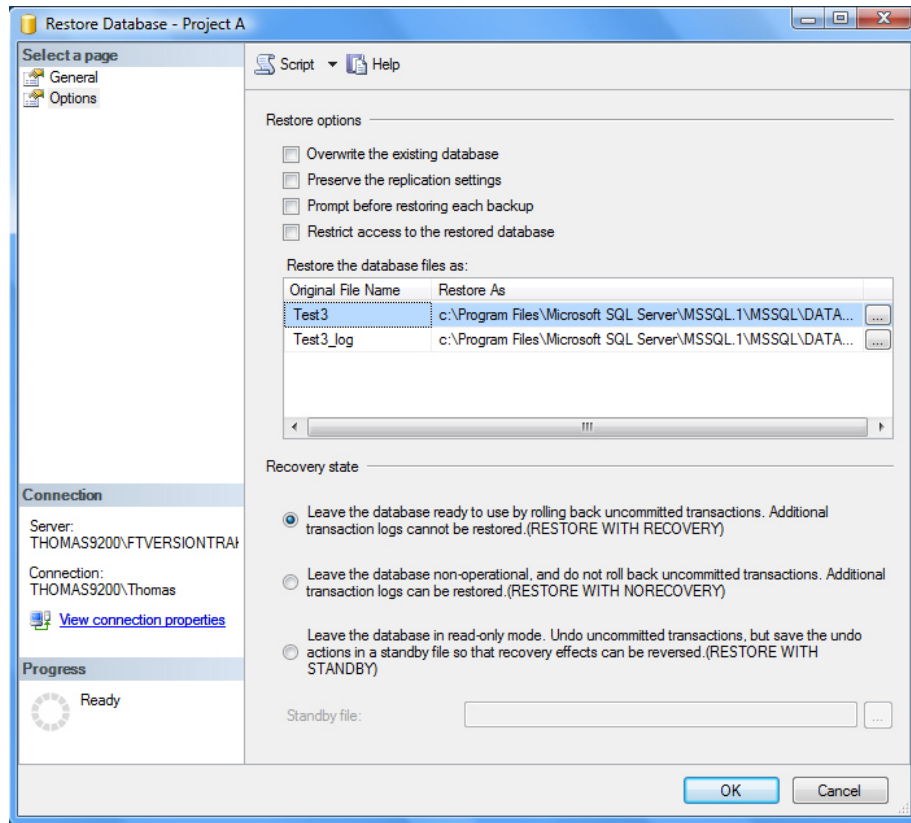 Restore Database - Project A
Select a page
General
Options
Script
Help
Restore options
Overwrite the existing database
Preserve the replication settings
Prompt before restoring each backup
Restrict access to the restored database
Restore the database files as:
Original File Name Restore As
Test3 c:\Program Files\Microsoft SQL Server\MSSQL.1\MSSQL\DATA... ...
Test3_log c:\Program Files\Microsoft SQL Server\MSSQL.1\MSSQL\DATA... ...
Recovery state
Leave the database ready to use by rolling back uncommitted transactions. Additional
transaction logs cannot be restored.(RESTORE WITH RECOVERY)
Leave the database non-operational, and do not roll back uncommitted transactions. Additional
transaction logs can be restored.(RESTORE WITH NORECOVERY)
Leave the database in read-only mode. Undo uncommitted transactions, but save the undo
actions in a standby file so that recovery effects can be reversed.(RESTORE WITH
STANDBY)
Standby file: ...
Connection
Server:
THOMAS9200\FTVERSIONTRA
Connection:
THOMAS9200\Thomas
View connection properties
Progress
Ready
OK Cancel